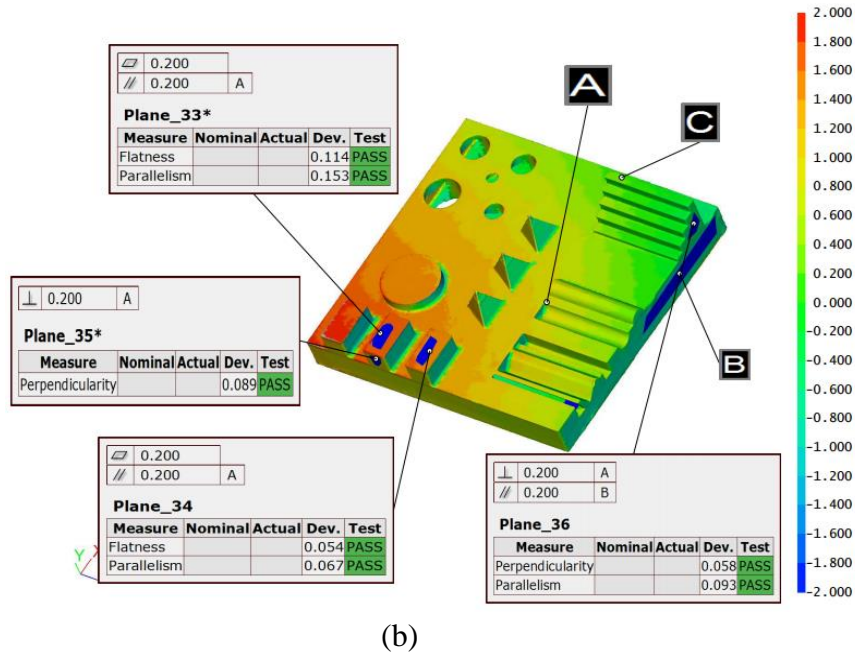 ▱ 0.200
// 0.200 A
Plane_33*
Measure Nominal Actual Dev. Test
Flatness 0.114 PASS
Parallelism 0.153 PASS
⊥ 0.200 A
Plane_35*
Measure Nominal Actual Dev. Test
Perpendicularity 0.089 PASS
▱ 0.200
// 0.200 A
Plane_34
Measure Nominal Actual Dev. Test
Flatness 0.054 PASS
Parallelism 0.067 PASS
⊥ 0.200 A
// 0.200 B
Plane_36
Measure Nominal Actual Dev. Test
Perpendicularity 0.058 PASS
Parallelism 0.093 PASS
A
C
B
Y
X
2.000
1.800
1.600
1.400
1.200
1.000
0.800
0.600
0.400
0.200
0.000
-0.200
-0.400
-0.600
-0.800
-1.000
-1.200
-1.400
-1.600
-1.800
-2.000
(b)